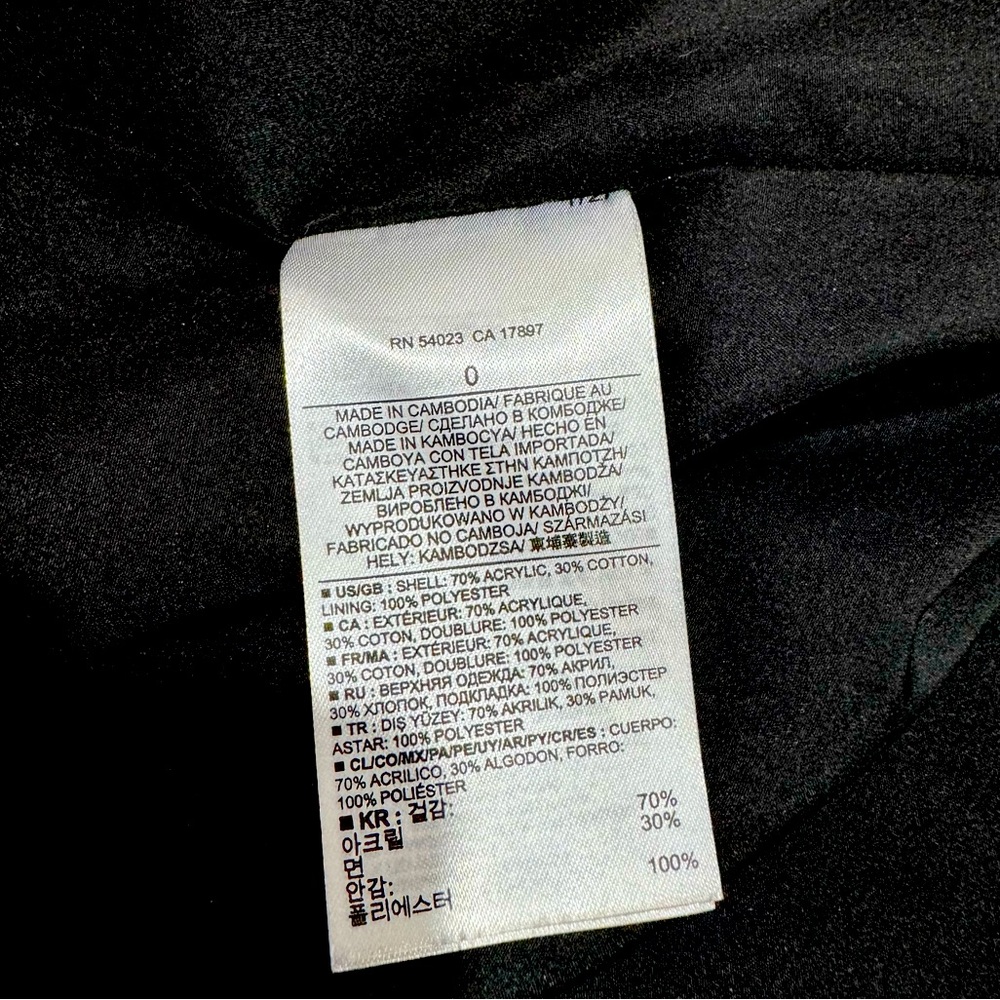 RN 54023 CA 17897
0
MADE IN CAMBODIA/ FABRIQUE AU
CAMBODGE/ СДЕЛАНО В КОМБОДЖЕ/
MADE IN KAMBOCYA/ HECHO EN
CAMBOYA CON TELA IMPORTADA/
ΚΑΤΑΣΚΕΥΑΣΤΗΚΕ ΣΤΗΝ ΚΑΜΠΟΤΖΗ/
ZEMLJA PROIZVODNJE KAMBODŽA/
ВИРОБЛЕНО В КАМБОДЖІ/
WYPRODUKOWANO W KAMBODŻY/
FABRICADO NO CAMBOJA/ SZÁRMAZÁSI
HELY: KAMBODZSA/ 柬埔寨製造
■ US/GB : SHELL: 70% ACRYLIC, 30% COTTON,
LINING: 100% POLYESTER
■ CA : EXTÉRIEUR: 70% ACRYLIQUE,
30% COTON, DOUBLURE: 100% POLYESTER
■ FR/MA : EXTÉRIEUR: 70% ACRYLIQUE,
30% COTON, DOUBLURE: 100% POLYESTER
■ RU : ВЕРХНЯЯ ОДЕЖДА: 70% АКРИЛ,
30% ХЛОПОК, ПОДКЛАДКА: 100% ПОЛИЭСТЕР
■ TR : DIŞ YÜZEY: 70% AKRILIK, 30% PAMUK,
ASTAR: 100% POLYESTER
■ CL/CO/MX/PA/PE/UY/AR/PY/CR/ES : CUERPO:
70% ACRILICO, 30% ALGODON, FORRO:
100% POLIÉSTER
■ KR : 겉감:
아크릴 70%
면 30%
안감:
폴리에스터 100%